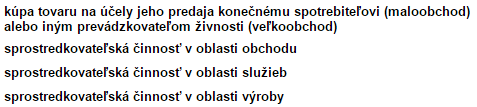 kúpa tovaru na účely jeho predaja konečnému spotrebiteľovi (maloobchod)
alebo iným prevádzkovateľom živnosti (veľkoobchod)
sprostredkovateľská činnosť v oblasti obchodu
sprostredkovateľská činnosť v oblasti služieb
sprostredkovateľská činnosť v oblasti výroby